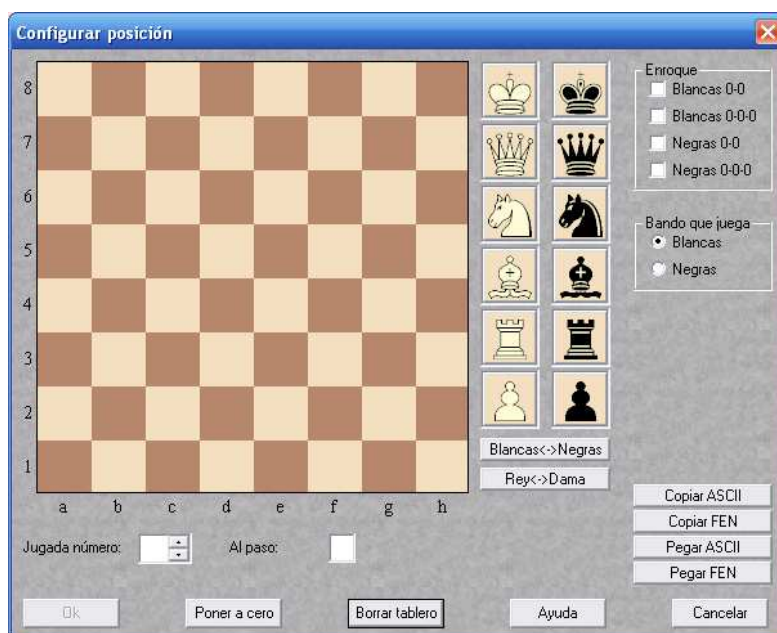 Configurar posición
8
7
6
5
4
3
2
1
a b c d e f g h
Enroque
Blancas 0-0
Blancas 0-0-0
Negras 0-0
Negras 0-0-0
Bando que juega
Blancas
Negras
Blancas<->Negras
Rey<->Dama
Copiar ASCII
Copiar FEN
Pegar ASCII
Pegar FEN
Jugada número: Al paso:
Ok Poner a cero Borrar tablero Ayuda Cancelar